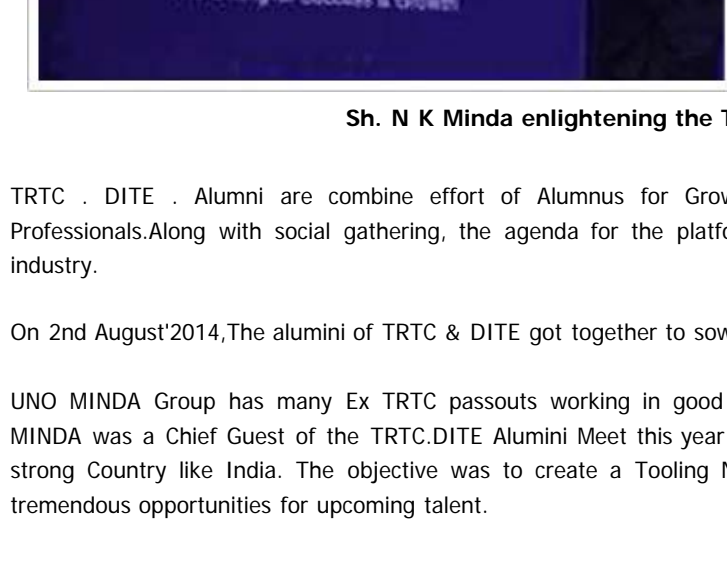 Success & Growth
Sh. N K Minda enlightening the T
TRTC . DITE . Alumni are combine effort of Alumnus for Grow
Professionals.Along with social gathering, the agenda for the platfo
industry.
On 2nd August'2014,The alumini of TRTC & DITE got together to sow
UNO MINDA Group has many Ex TRTC passouts working in good
MINDA was a Chief Guest of the TRTC.DITE Alumini Meet this year
strong Country like India. The objective was to create a Tooling N
tremendous opportunities for upcoming talent.